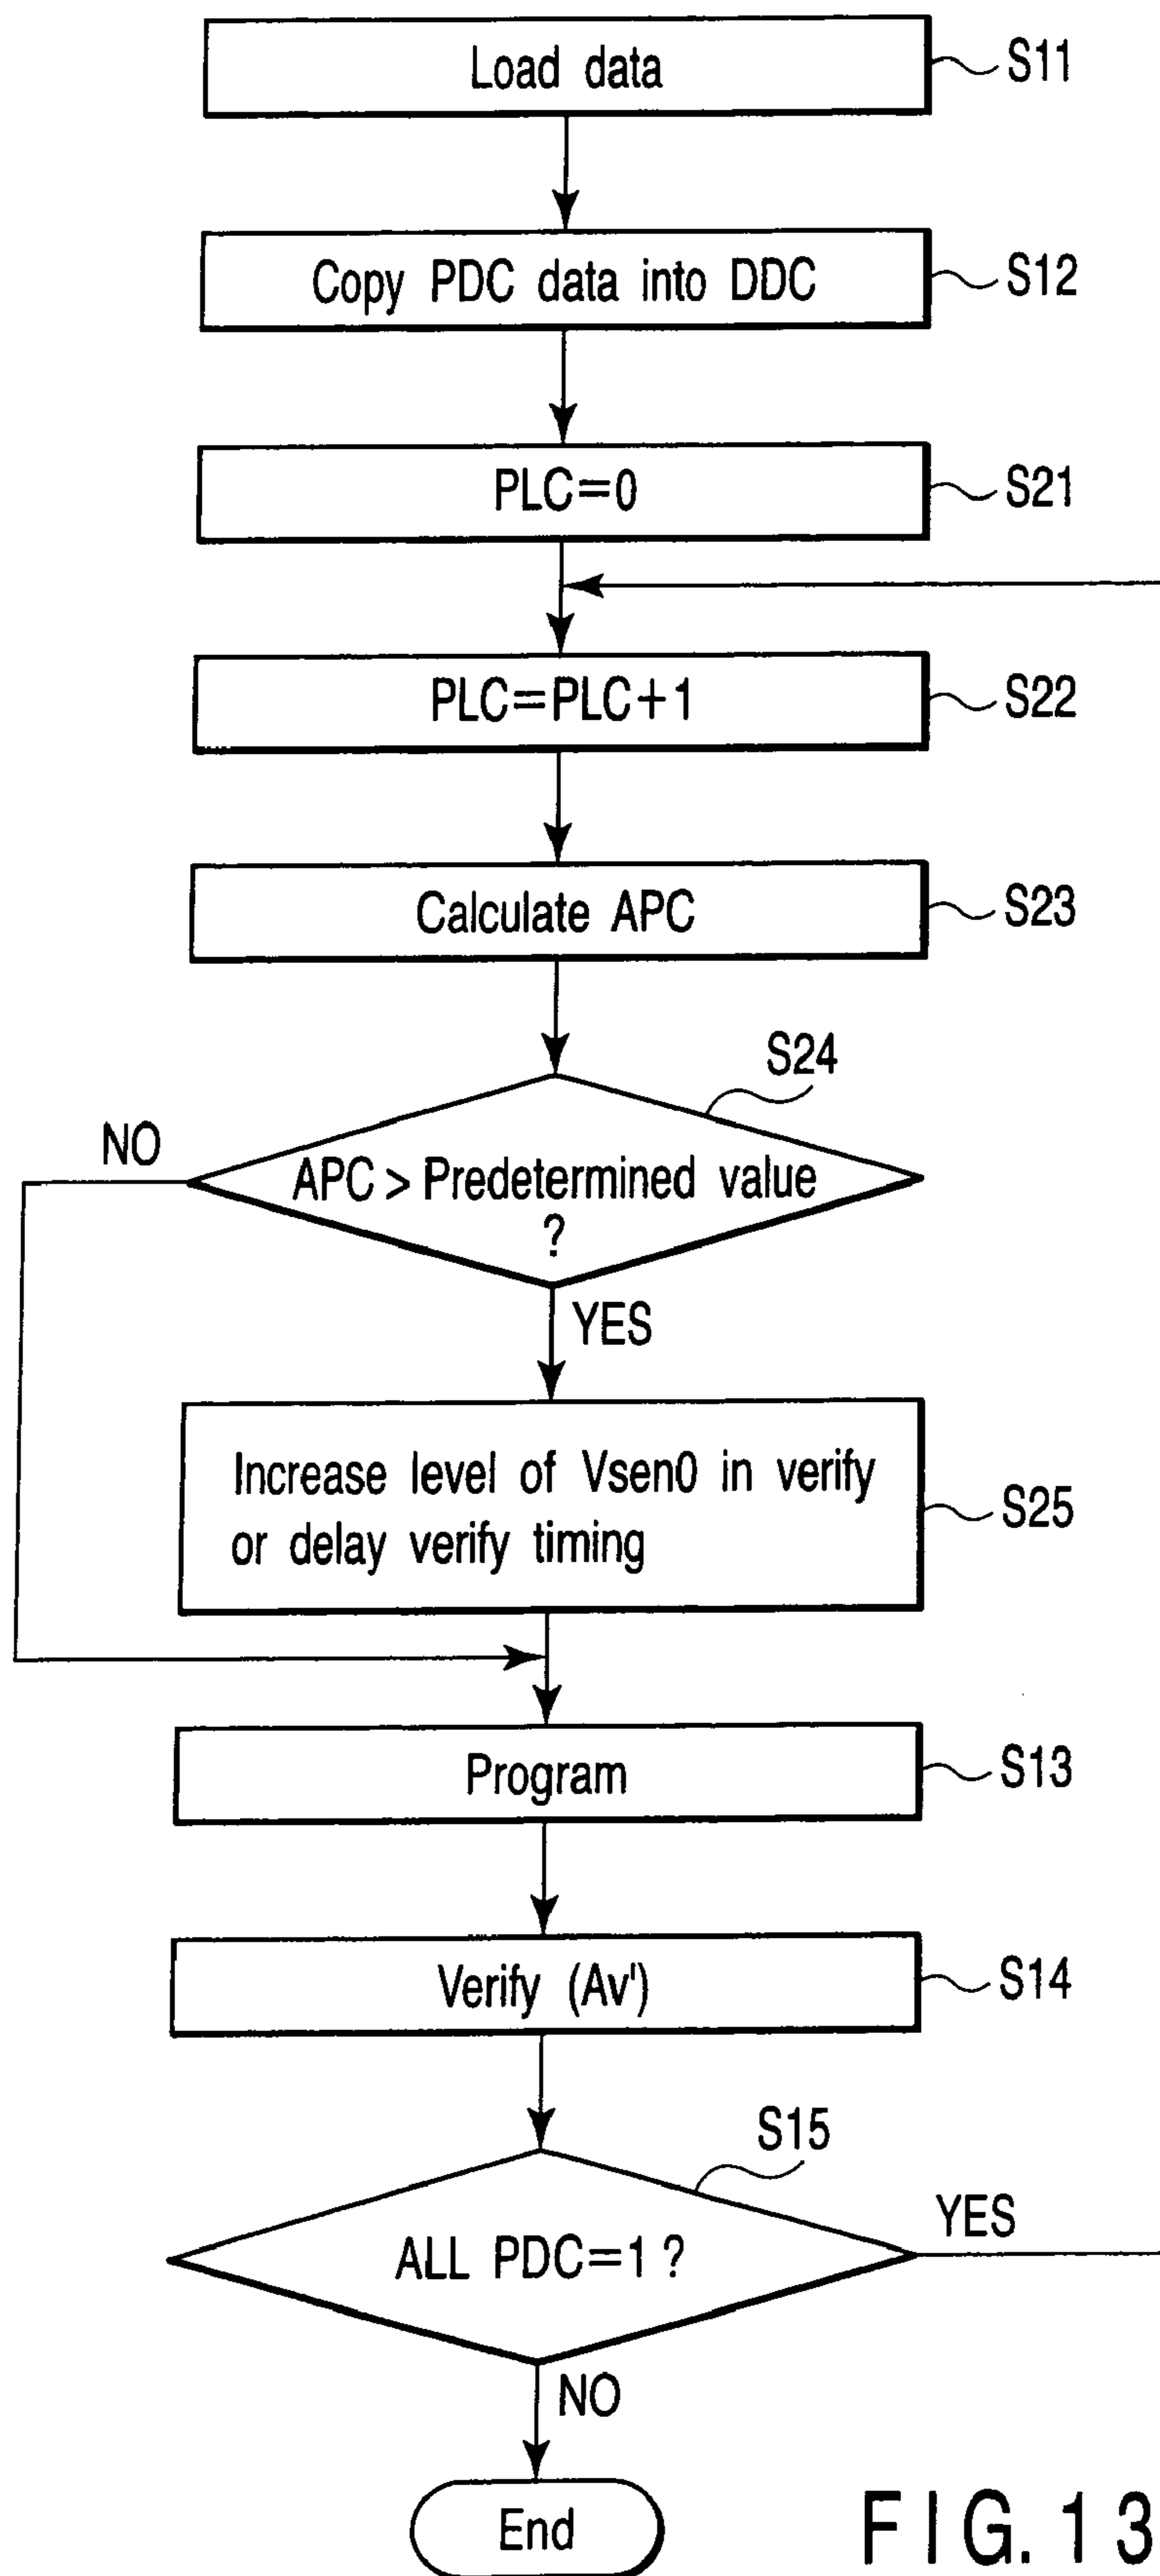 Load data
S11
Copy PDC data into DDC
S12
PLC=0
S21
PLC=PLC+1
S22
Calculate APC
S23
S24
NO
APC > Predetermined value
?
YES
Increase level of Vsen0 in verify
or delay verify timing
S25
Program
S13
Verify (Av')
S14
S15
ALL PDC=1 ?
YES
NO
End
FIG. 13